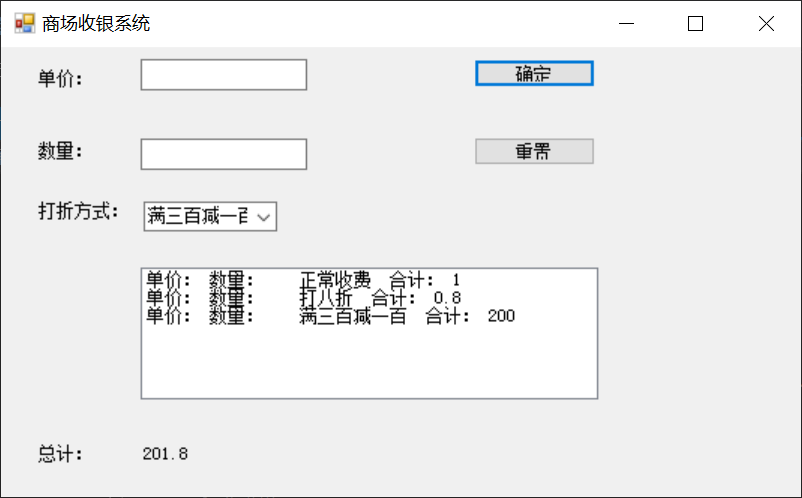 商场收银系统
单价：
确定
数量：
重置
打折方式：
满三百减一百
单价： 数量： 正常收费 合计： 1
单价： 数量： 打八折 合计： 0.8
单价： 数量： 满三百减一百 合计： 200
总计：
201.8